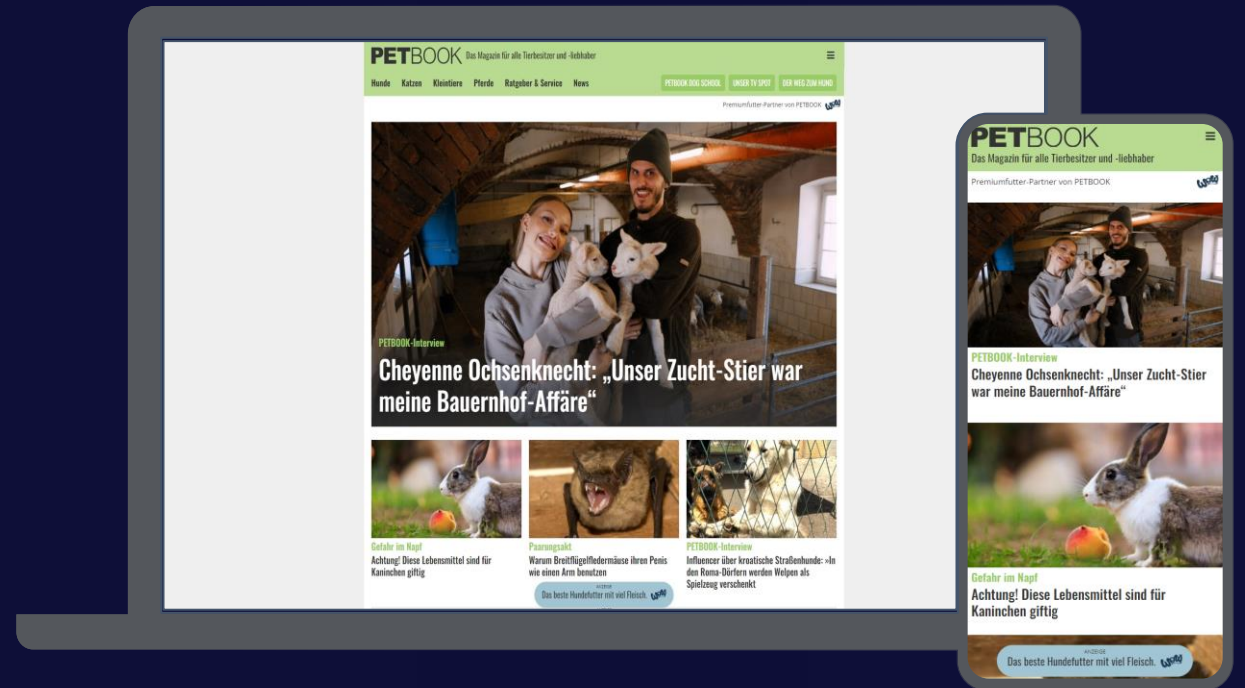 PETBOOK Das Magazin für alle Tierbesitzer und -liebhaber
Hunde Katzen Kleintiere Pferde Ratgeber & Service News PETBOOK DOG SCHOOL UNSER TV SPOT DER WEG ZUM HUND
Premiumfutter-Partner von PETBOOK Wow
PETBOOK-Interview
Cheyenne Ochsenknecht: „Unser Zucht-Stier war
meine Bauernhof-Affäre“
Gefahr im Napf
Achtung! Diese Lebensmittel sind für
Kaninchen giftig
Paarungsakt
Warum Breitflügelfledermäuse ihren Penis
wie einen Arm benutzen
PETBOOK-Interview
Influencer über kroatische Straßenhunde: »In
den Roma-Dörfern werden Welpen als
Spielzeug verschenkt
ANZEIGE
Das beste Hundefutter mit viel Fleisch.
PETBOOK
Das Magazin für alle Tierbesitzer und -liebhaber
Premiumfutter-Partner von PETBOOK
PETBOOK-Interview
Cheyenne Ochsenknecht: „Unser Zucht-Stier
war meine Bauernhof-Affäre“
Gefahr im Napf
Achtung! Diese Lebensmittel sind für
Kaninchen giftig
ANZEIGE
Das beste Hundefutter mit viel Fleisch.